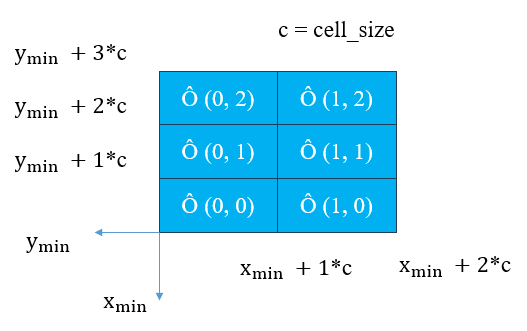 c = cell_size
yₘᵢₙ + 3*c
Ô (0, 2) Ô (1, 2)
yₘᵢₙ + 2*c
yₘᵢₙ + 1*c
Ô (0, 1) Ô (1, 1)
Ô (0, 0) Ô (1, 0)
yₘᵢₙ
xₘᵢₙ + 1*c
xₘᵢₙ + 2*c
xₘᵢₙ